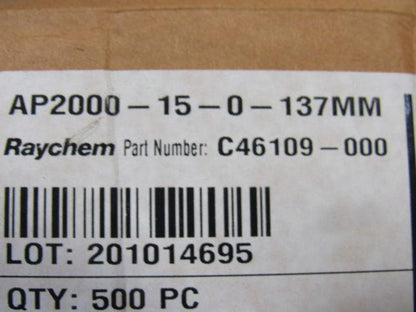 AP2000-15-0-137MM
Raychem Part Number: C46109-000
LOT: 201014695
QTY: 500 PC